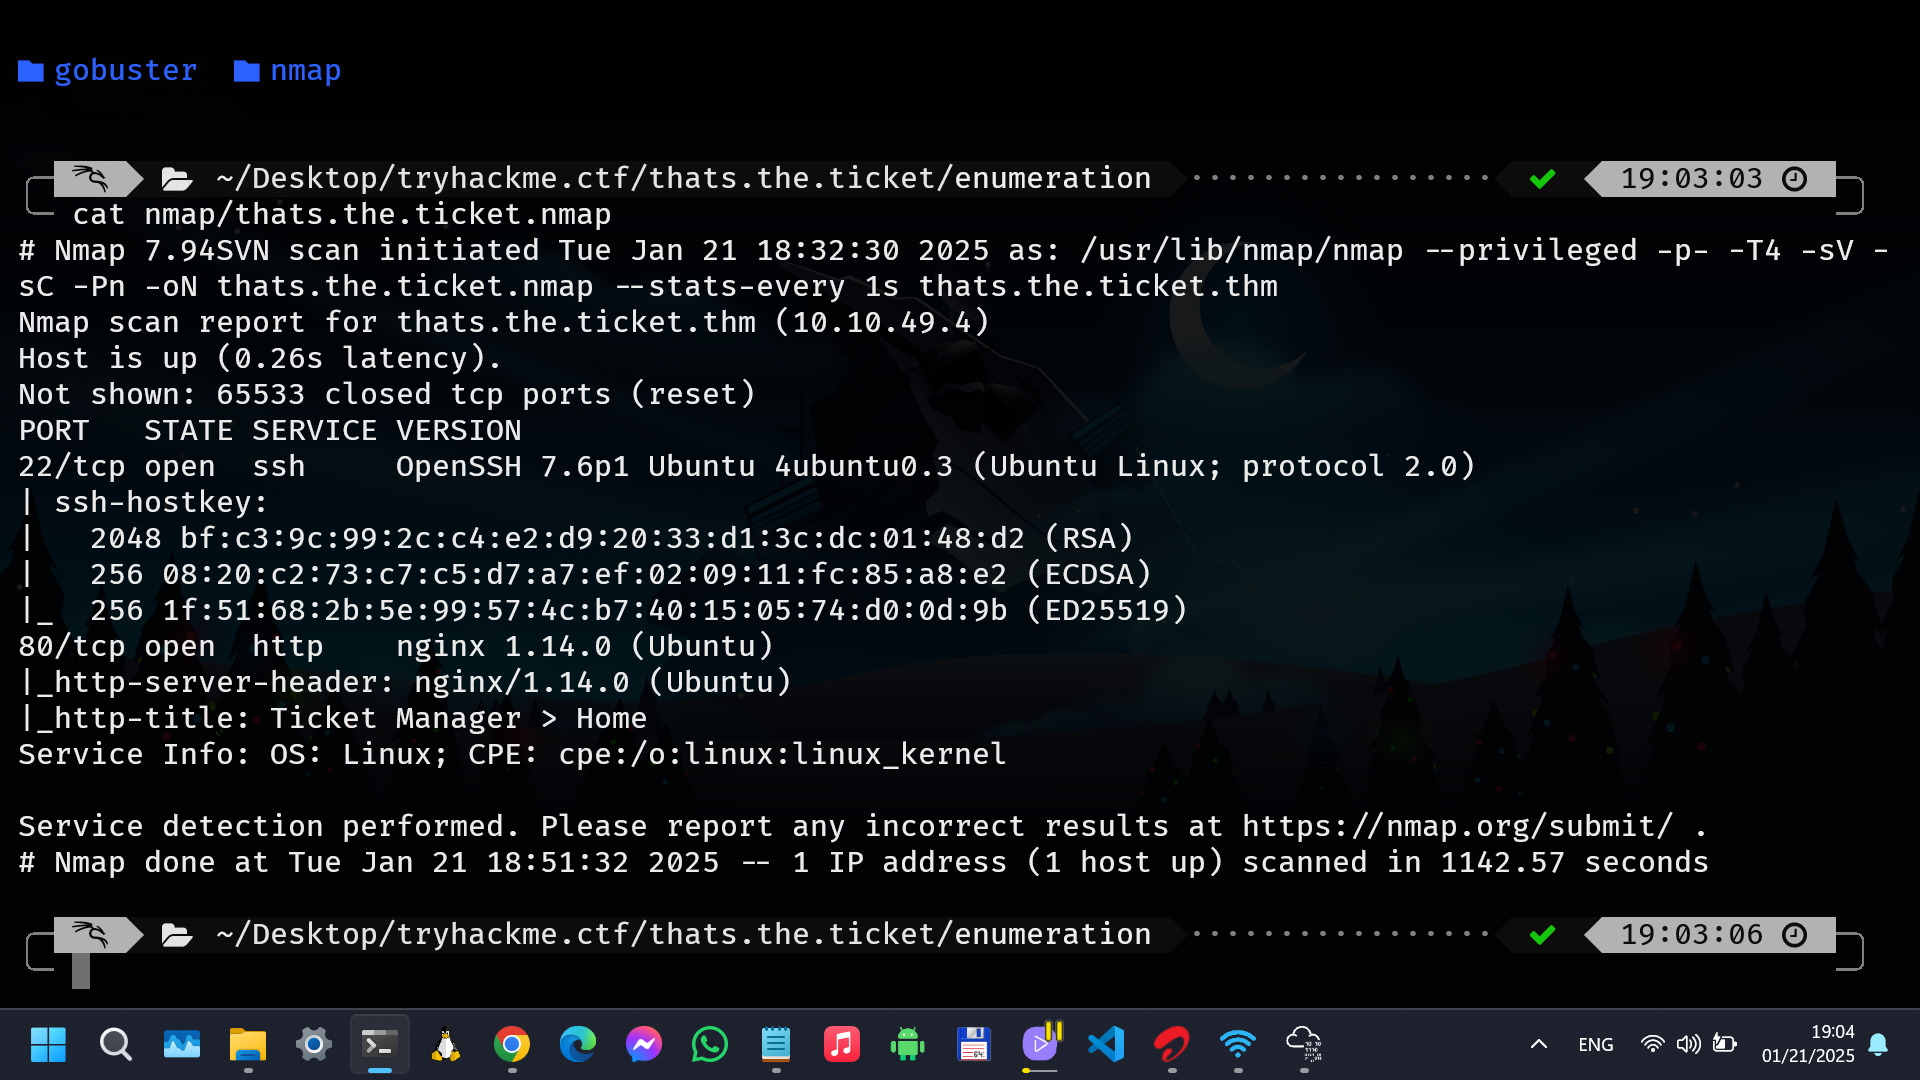 gobuster nmap
~/Desktop/tryhackme.ctf/thats.the.ticket/enumeration 19:03:03
cat nmap/thats.the.ticket.nmap
# Nmap 7.94SVN scan initiated Tue Jan 21 18:32:30 2025 as: /usr/lib/nmap/nmap --privileged -p- -T4 -sV -
sC -Pn -oN thats.the.ticket.nmap --stats-every 1s thats.the.ticket.thm
Nmap scan report for thats.the.ticket.thm (10.10.49.4)
Host is up (0.26s latency).
Not shown: 65533 closed tcp ports (reset)
PORT   STATE SERVICE VERSION
22/tcp open  ssh     OpenSSH 7.6p1 Ubuntu 4ubuntu0.3 (Ubuntu Linux; protocol 2.0)
| ssh-hostkey:
|   2048 bf:c3:9c:99:2c:c4:e2:d9:20:33:d1:3c:dc:01:48:d2 (RSA)
|   256 08:20:c2:73:c7:c5:d7:a7:ef:02:09:11:fc:85:a8:e2 (ECDSA)
|_  256 1f:51:68:2b:5e:99:57:4c:b7:40:15:05:74:d0:0d:9b (ED25519)
80/tcp open  http    nginx 1.14.0 (Ubuntu)
|_http-server-header: nginx/1.14.0 (Ubuntu)
|_http-title: Ticket Manager > Home
Service Info: OS: Linux; CPE: cpe:/o:linux:linux_kernel
Service detection performed. Please report any incorrect results at https://nmap.org/submit/ .
# Nmap done at Tue Jan 21 18:51:32 2025 -- 1 IP address (1 host up) scanned in 1142.57 seconds
~/Desktop/tryhackme.ctf/thats.the.ticket/enumeration 19:03:06
ENG
19:04
01/21/2025